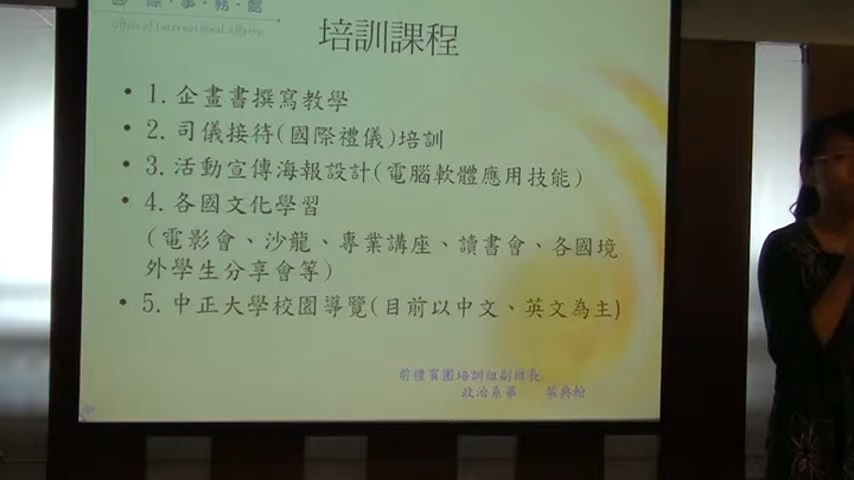 國際事務處
Office of International Affairs
培訓課程
• 1. 企畫書撰寫教學
• 2. 司儀接待(國際禮儀)培訓
• 3. 活動宣傳海報設計(電腦軟體應用技能)
• 4. 各國文化學習
(電影會、沙龍、專業講座、讀書會、各國境
外學生分享會等)
• 5. 中正大學校園導覽(目前以中文、英文為主)
前禮賓團培訓組副組長
政治系畢 葉典